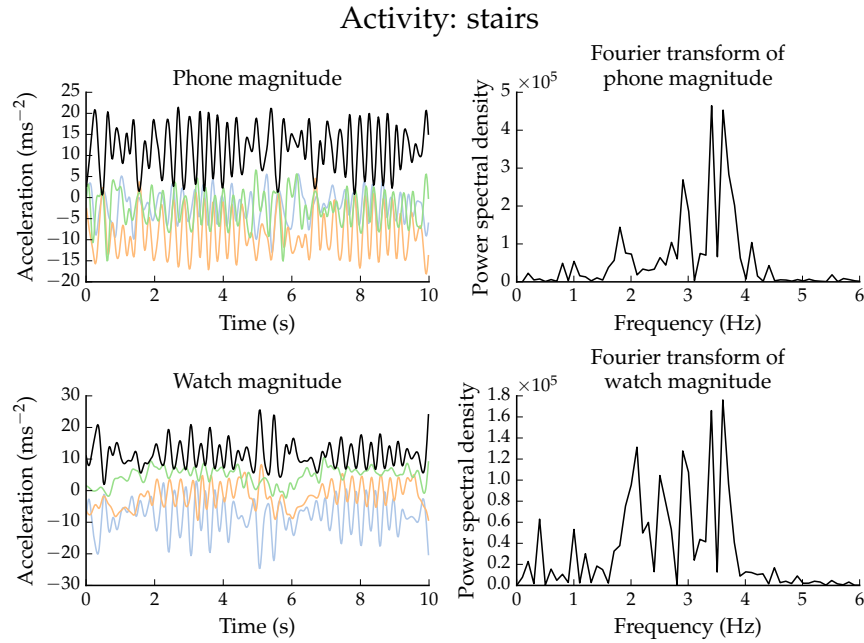 Activity: stairs
Phone magnitude
Acceleration (ms−2)
25
20
15
10
5
0
−5
−10
−15
−20
0 2 4 6 8 10
Time (s)
Fourier transform of
phone magnitude
×10^5
Power spectral density
5
4
3
2
1
0
0 1 2 3 4 5 6
Frequency (Hz)
Watch magnitude
Acceleration (ms−2)
30
20
10
0
−10
−20
−30
0 2 4 6 8 10
Time (s)
Fourier transform of
watch magnitude
×10^5
Power spectral density
1.8
1.6
1.4
1.2
1.0
0.8
0.6
0.4
0.2
0.0
0 1 2 3 4 5 6
Frequency (Hz)